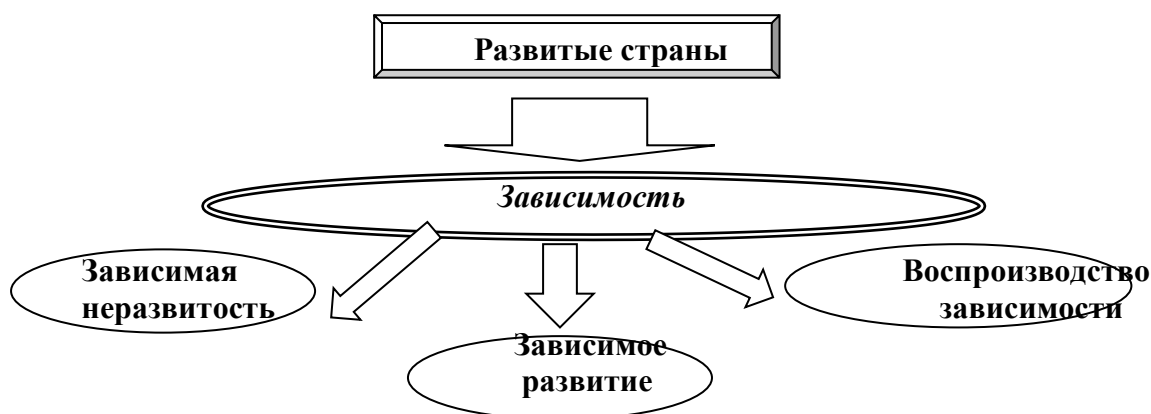 Развитые страны
Зависимость
Зависимая
неразвитость
Зависимое
развитие
Воспроизводство
зависимости